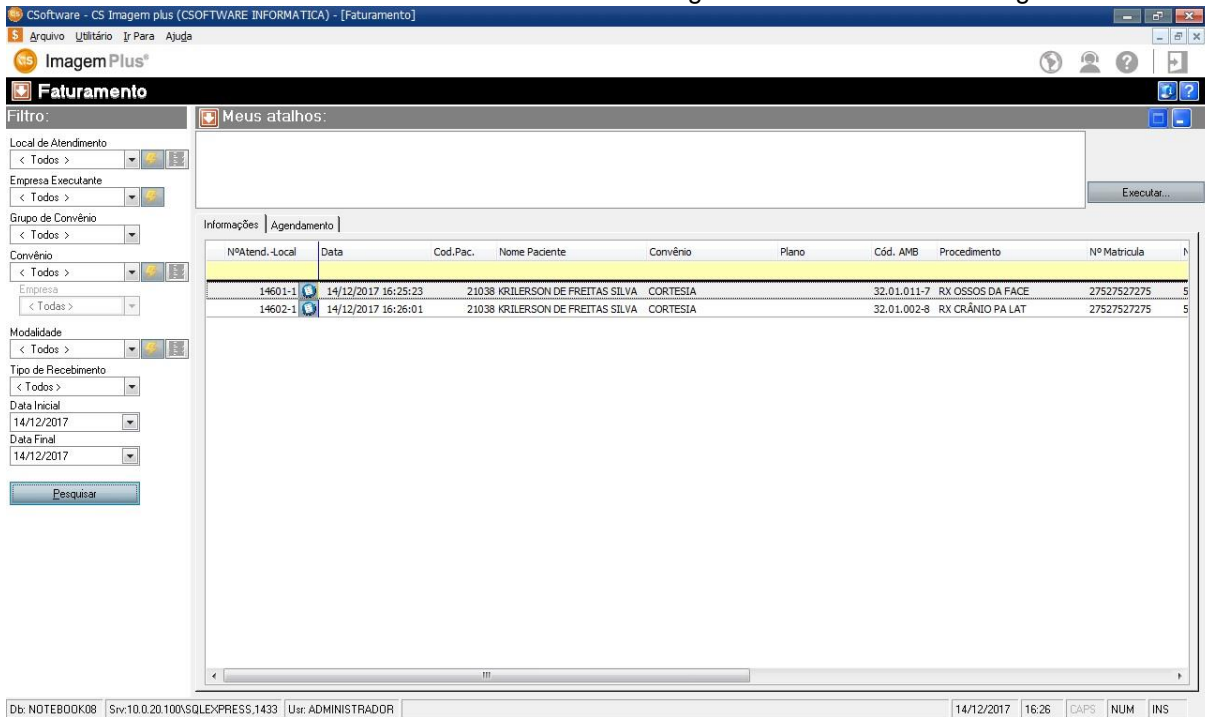 CSoftware - CS Imagem plus (CSOFTWARE INFORMATICA) - [Faturamento]
Arquivo Utilitário Ir Para Ajuda
CS ImagemPlus®
Faturamento
Filtro:
Meus atalhos:
Local de Atendimento
< Todos >
Empresa Executante
< Todos >
Executar...
Grupo de Convênio
< Todos >
Informações Agendamento
Convênio
< Todos >
Empresa
< Todas >
Modalidade
< Todos >
Tipo de Recebimento
< Todos >
Data Inicial
14/12/2017
Data Final
14/12/2017
Pesquisar
NºAtend.-Local Data Cod.Pac. Nome Paciente Convênio Plano Cód. AMB Procedimento Nº Matricula N
14601-1 14/12/2017 16:25:23 21038 KRILERSON DE FREITAS SILVA CORTESIA 32.01.011-7 RX OSSOS DA FACE 27527527275 5
14602-1 14/12/2017 16:26:01 21038 KRILERSON DE FREITAS SILVA CORTESIA 32.01.002-8 RX CRÂNIO PA LAT 27527527275 5
Db: NOTEBOOK08 Srv:10.0.20.100\SQLEXPRESS,1433 Usr: ADMINISTRADOR 14/12/2017 16:26 CAPS NUM INS